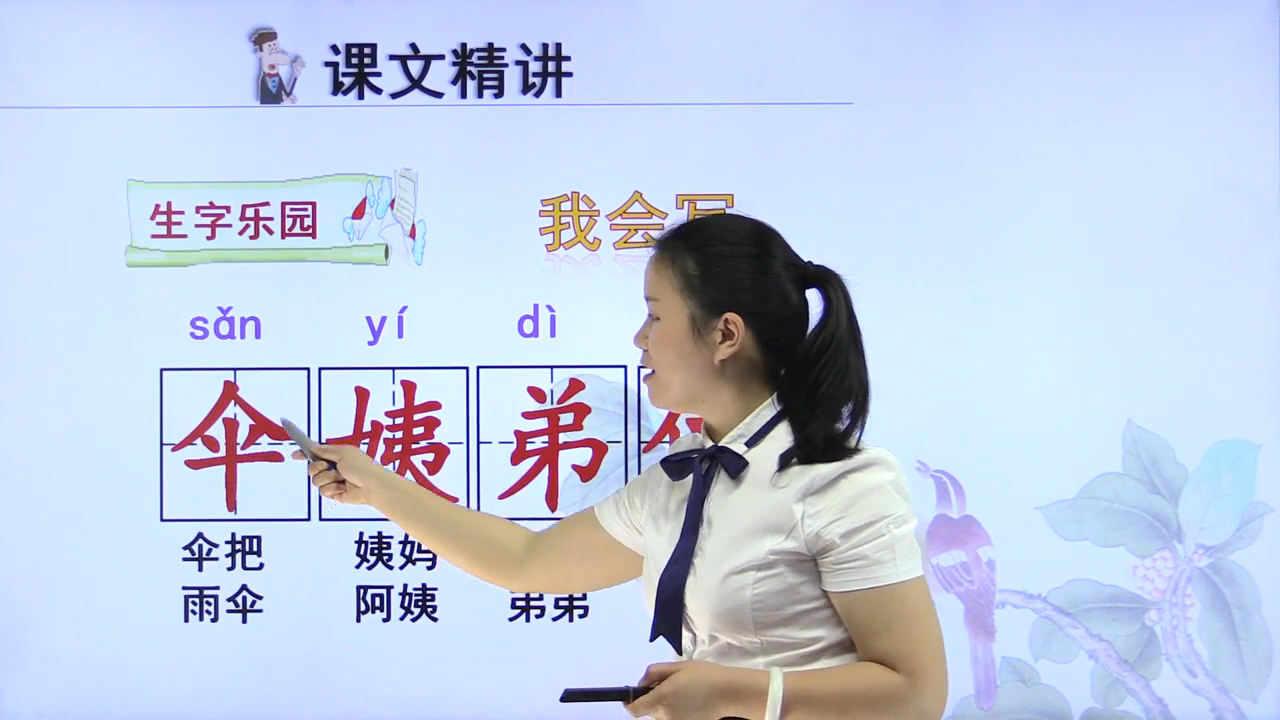 课文精讲
生字乐园 我会写
sǎn yí dì
伞 姨 弟
伞把 姨妈
雨伞 阿姨 弟弟